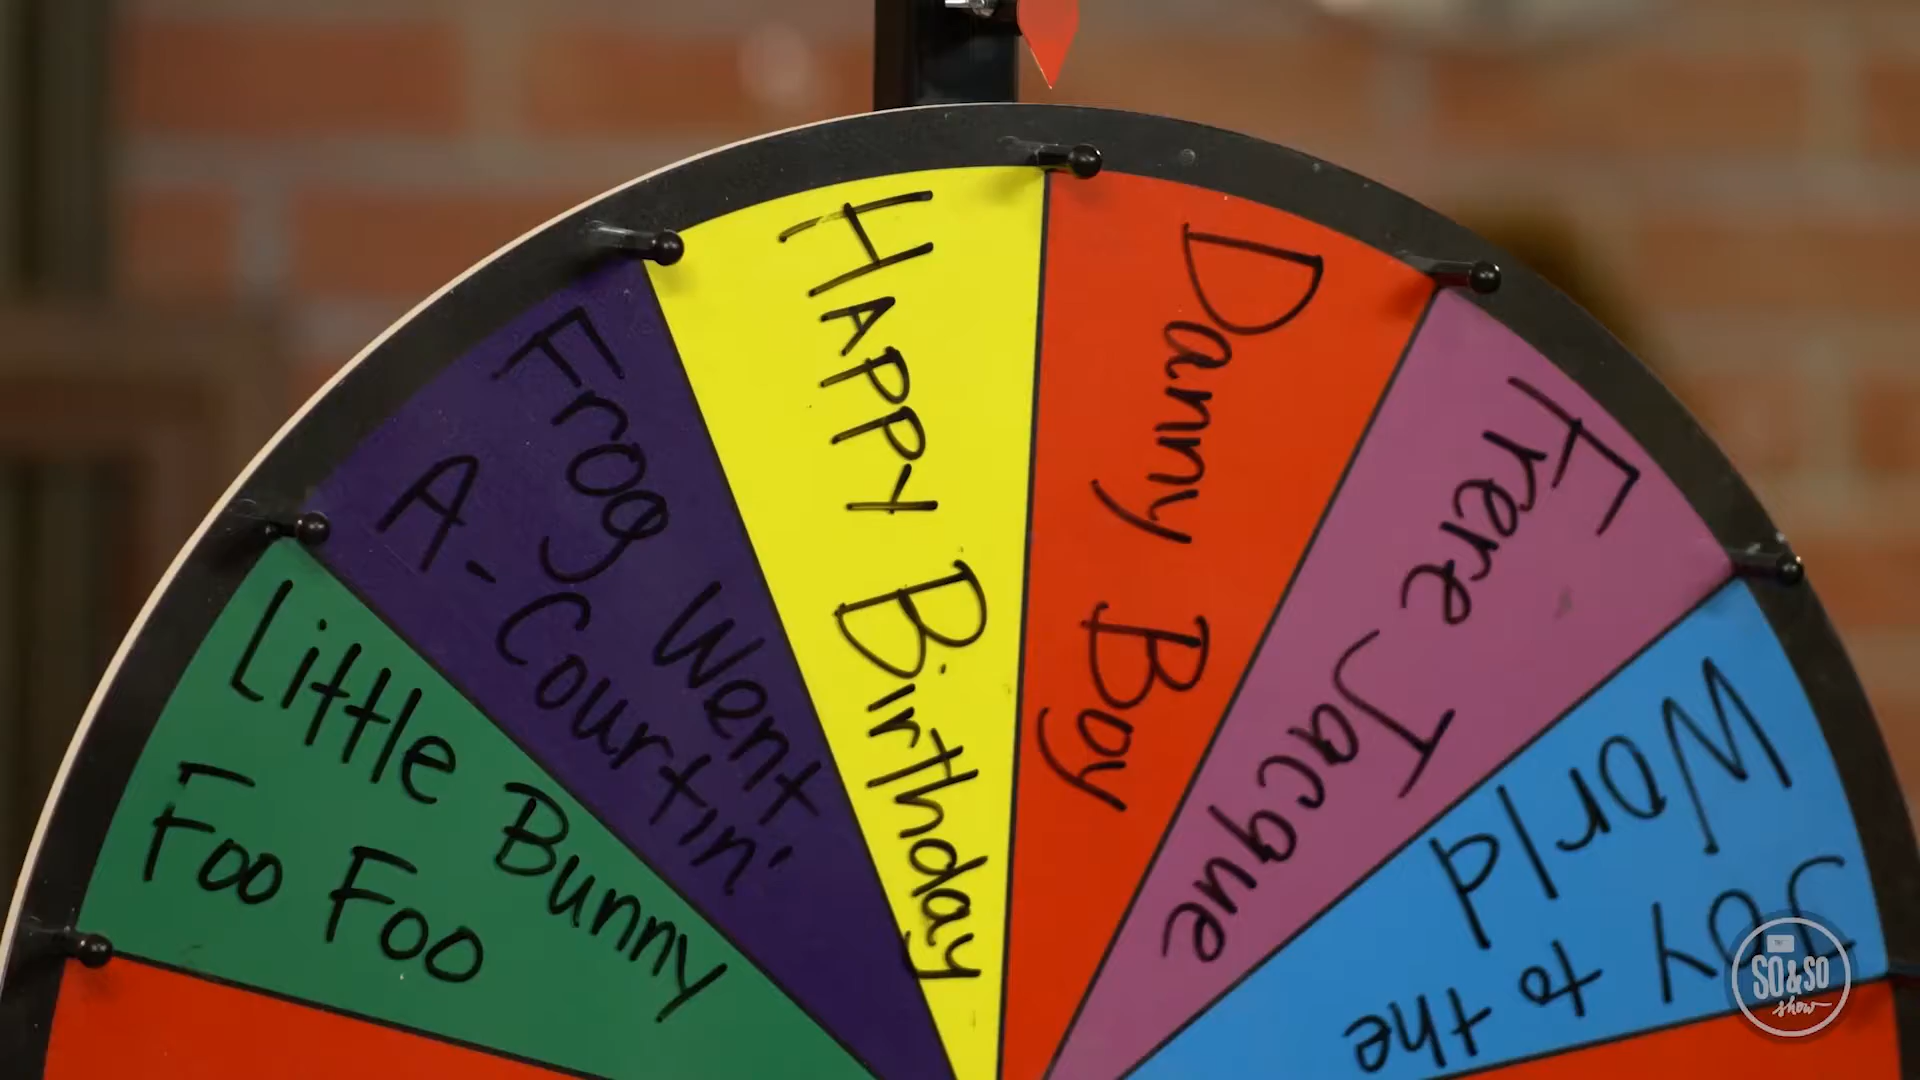 Little Bunny
Foo Foo
Frog Went
A-Courtin'
Happy Birthday
Danny Boy
Frere Jacque
Joy to the
World
SO & SO
show